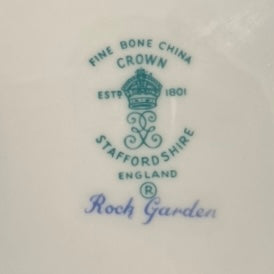 FINE BONE CHINA
CROWN
ESTD 1801
STAFFORDSHIRE
ENGLAND
®
Rock Garden